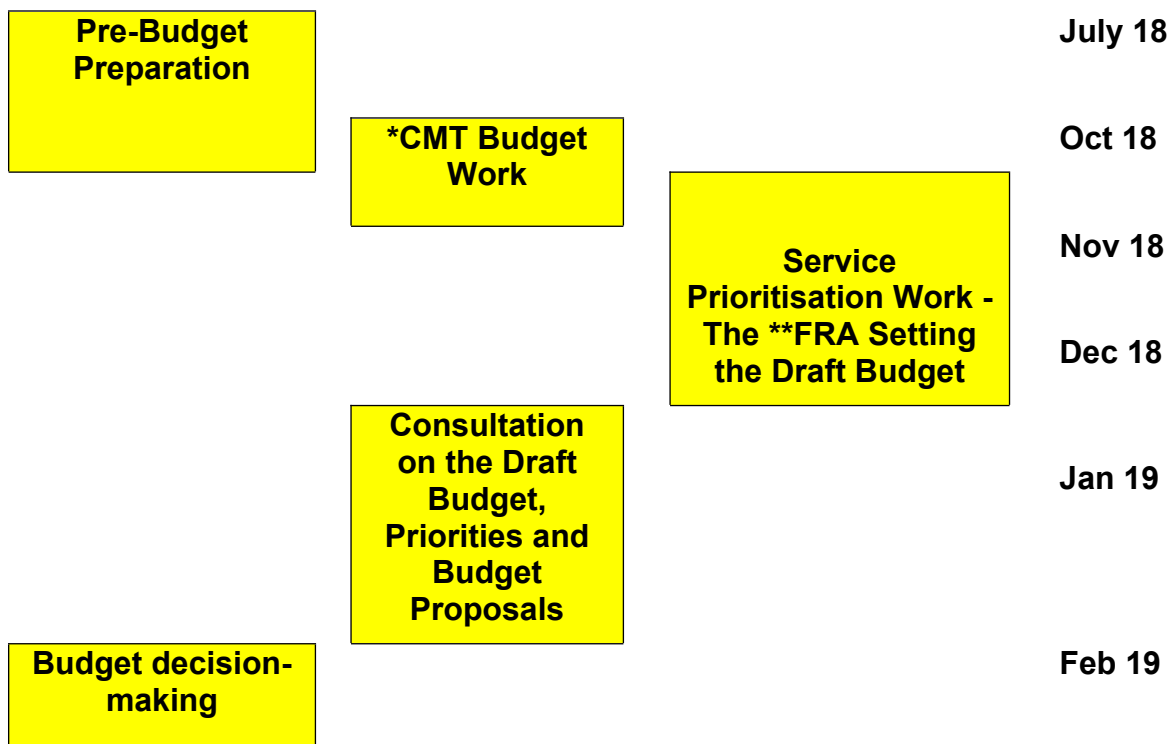 Pre-Budget
Preparation
July 18
*CMT Budget
Work
Oct 18
Service
Prioritisation Work -
The **FRA Setting
the Draft Budget
Nov 18
Dec 18
Consultation
on the Draft
Budget,
Priorities and
Budget
Proposals
Jan 19
Budget decision-
making
Feb 19